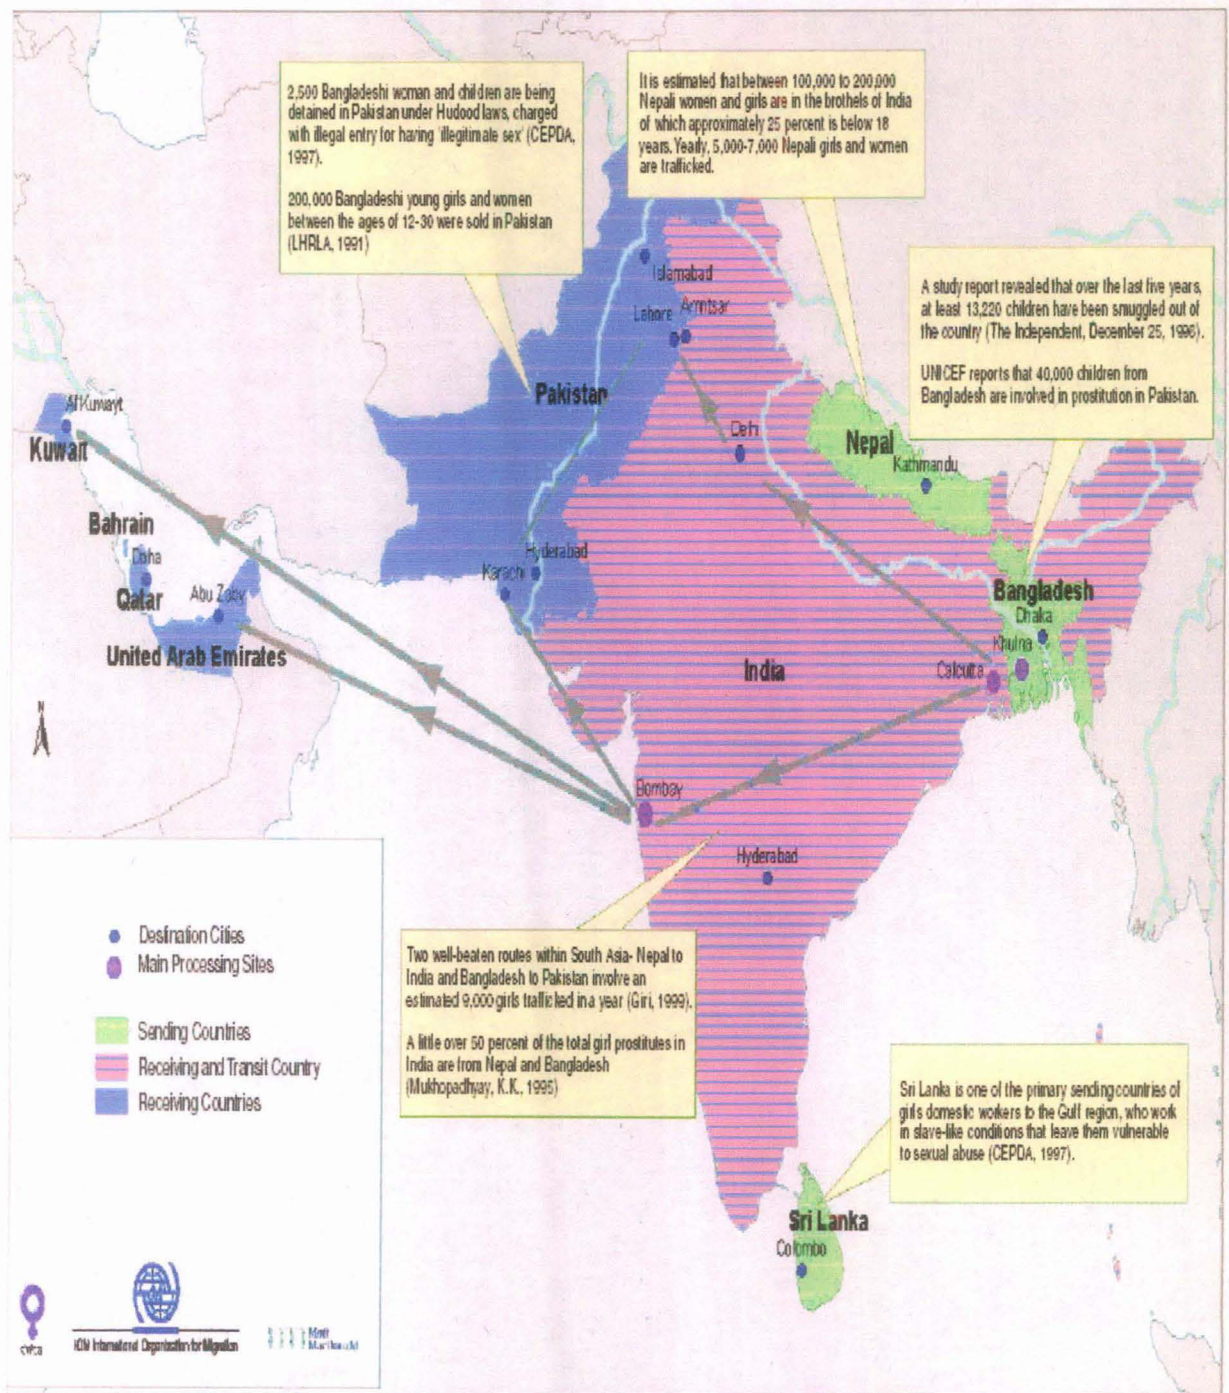 2,500 Bangladeshi woman and children are being
detained in Pakistan under Hudood laws, charged
with illegal entry for having 'illegitimate sex' (CEPDA,
1997).
200,000 Bangladeshi young girls and women
between the ages of 12-30 were sold in Pakistan
(LHRLA, 1991)
It is estimated that between 100,000 to 200,000
Nepali women and girls are in the brothels of India
of which approximately 25 percent is below 18
years. Yearly, 5,000-7,000 Nepali girls and women
are trafficked.
A study report revealed that over the last five years,
at least 13,220 children have been smuggled out of
the country (The Independent, December 25, 1996).
UNICEF reports that 40,000 children from
Bangladesh are involved in prostitution in Pakistan.
Islamabad
Lahore
Amritsar
Pakistan
Al Kuwayt
Kuwait
Delhi
Nepal
Kathmandu
Bahrain
Doha
Qatar
Abu Zaby
United Arab Emirates
Hyderabad
Karachi
Bangladesh
Dhaka
Khulna
Calcutta
India
N
Bombay
Hyderabad
Two well-beaten routes within South Asia- Nepal to
India and Bangladesh to Pakistan involve an
estimated 9,000 girls trafficked in a year (Giri, 1999).
A little over 50 percent of the total girl prostitutes in
India are from Nepal and Bangladesh
(Mukhopadhyay, K.K., 1995)
Sri Lanka is one of the primary sending countries of
girls domestic workers to the Gulf region, who work
in slave-like conditions that leave them vulnerable
to sexual abuse (CEPDA, 1997).
Sri Lanka
Colombo
Destination Cities
Main Processing Sites
Sending Countries
Receiving and Transit Country
Receiving Countries
IOM International Organization for Migration
Mott
MacDonald